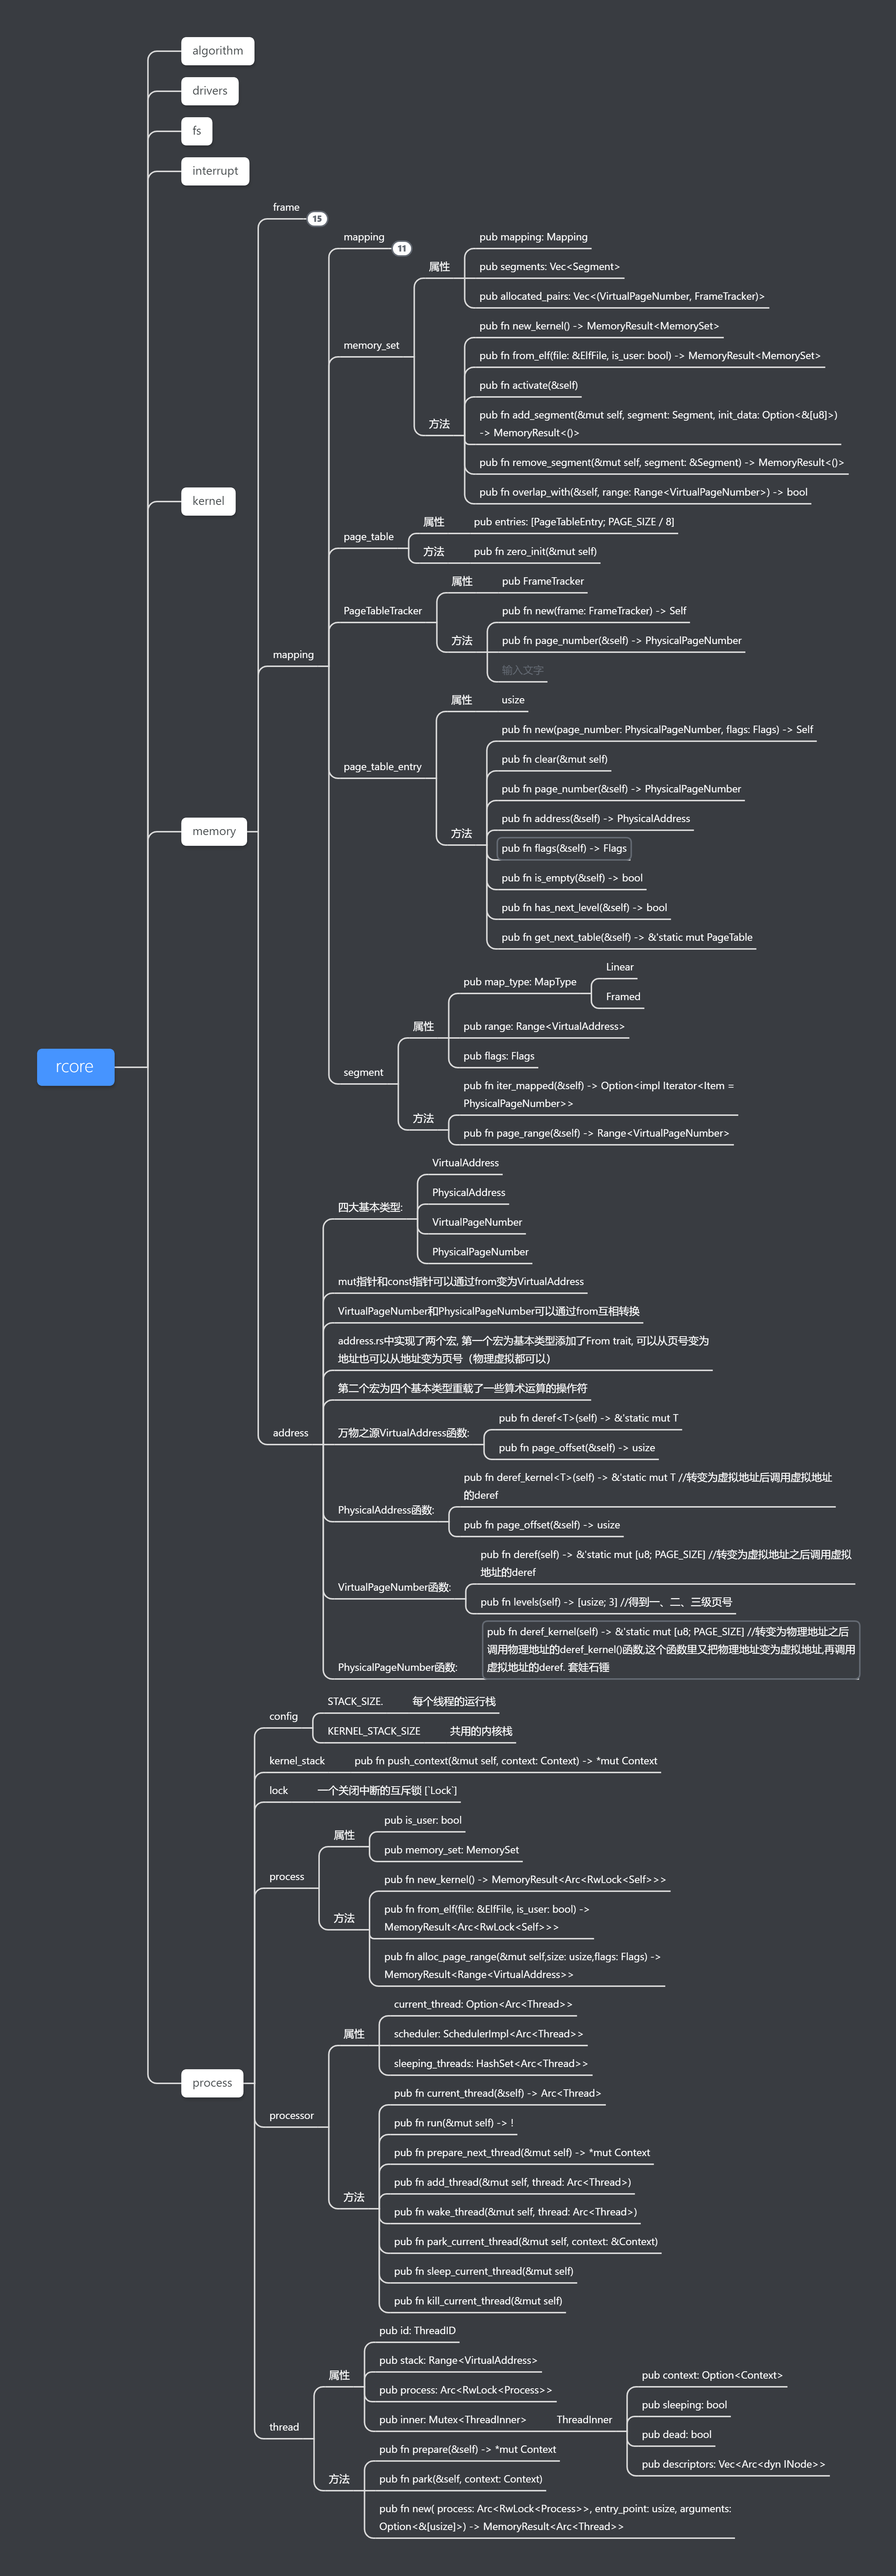 algorithm
drivers
fs
interrupt
frame
15
mapping
11
pub mapping: Mapping
属性
pub segments: Vec<Segment>
pub allocated_pairs: Vec<(VirtualPageNumber, FrameTracker)>
pub fn new_kernel() -> MemoryResult<MemorySet>
memory_set
pub fn from_elf(file: &ElfFile, is_user: bool) -> MemoryResult<MemorySet>
pub fn activate(&self)
方法
pub fn add_segment(&mut self, segment: Segment, init_data: Option<&[u8]>)
-> MemoryResult<()>
pub fn remove_segment(&mut self, segment: &Segment) -> MemoryResult<()>
pub fn overlap_with(&self, range: Range<VirtualPageNumber>) -> bool
kernel
page_table
属性
pub entries: [PageTableEntry; PAGE_SIZE / 8]
方法
pub fn zero_init(&mut self)
PageTableTracker
属性
pub FrameTracker
pub fn new(frame: FrameTracker) -> Self
方法
pub fn page_number(&self) -> PhysicalPageNumber
输入文字
mapping
属性
usize
pub fn new(page_number: PhysicalPageNumber, flags: Flags) -> Self
page_table_entry
pub fn clear(&mut self)
pub fn page_number(&self) -> PhysicalPageNumber
pub fn address(&self) -> PhysicalAddress
memory
方法
pub fn flags(&self) -> Flags
pub fn is_empty(&self) -> bool
pub fn has_next_level(&self) -> bool
pub fn get_next_table(&self) -> &'static mut PageTable
pub map_type: MapType
Linear
Framed
属性
pub range: Range<VirtualAddress>
pub flags: Flags
rcore
segment
pub fn iter_mapped(&self) -> Option<impl Iterator<Item =
PhysicalPageNumber>>
方法
pub fn page_range(&self) -> Range<VirtualPageNumber>
四大基本类型:
VirtualAddress
PhysicalAddress
VirtualPageNumber
PhysicalPageNumber
mut指针和const指针可以通过from变为VirtualAddress
VirtualPageNumber和PhysicalPageNumber可以通过from互相转换
address.rs中实现了两个宏, 第一个宏为基本类型添加了From trait, 可以从页号变为
地址也可以从地址变为页号（物理虚拟都可以）
第二个宏为四个基本类型重载了一些算术运算的操作符
address
万物之源VirtualAddress函数:
pub fn deref<T>(self) -> &'static mut T
pub fn page_offset(&self) -> usize
PhysicalAddress函数:
pub fn deref_kernel<T>(self) -> &'static mut T //转变为虚拟地址后调用虚拟地址
的deref
pub fn page_offset(&self) -> usize
VirtualPageNumber函数:
pub fn deref(self) -> &'static mut [u8; PAGE_SIZE] //转变为虚拟地址之后调用虚拟
地址的deref
pub fn levels(self) -> [usize; 3] //得到一、二、三级页号
PhysicalPageNumber函数:
pub fn deref_kernel(self) -> &'static mut [u8; PAGE_SIZE] //转变为物理地址之后
调用物理地址的deref_kernel()函数,这个函数里又把物理地址变为虚拟地址,再调用
虚拟地址的deref. 套娃石锤
config
STACK_SIZE.
每个线程的运行栈
KERNEL_STACK_SIZE
共用的内核栈
kernel_stack
pub fn push_context(&mut self, context: Context) -> *mut Context
lock
一个关闭中断的互斥锁 [`Lock`]
process
属性
pub is_user: bool
pub memory_set: MemorySet
方法
pub fn new_kernel() -> MemoryResult<Arc<RwLock<Self>>>
pub fn from_elf(file: &ElfFile, is_user: bool) ->
MemoryResult<Arc<RwLock<Self>>>
pub fn alloc_page_range(&mut self,size: usize,flags: Flags) ->
MemoryResult<Range<VirtualAddress>>
process
processor
属性
current_thread: Option<Arc<Thread>>
scheduler: SchedulerImpl<Arc<Thread>>
sleeping_threads: HashSet<Arc<Thread>>
方法
pub fn current_thread(&self) -> Arc<Thread>
pub fn run(&mut self) -> !
pub fn prepare_next_thread(&mut self) -> *mut Context
pub fn add_thread(&mut self, thread: Arc<Thread>)
pub fn wake_thread(&mut self, thread: Arc<Thread>)
pub fn park_current_thread(&mut self, context: &Context)
pub fn sleep_current_thread(&mut self)
pub fn kill_current_thread(&mut self)
thread
属性
pub id: ThreadID
pub stack: Range<VirtualAddress>
pub process: Arc<RwLock<Process>>
pub inner: Mutex<ThreadInner>
ThreadInner
pub context: Option<Context>
pub sleeping: bool
pub dead: bool
pub descriptors: Vec<Arc<dyn INode>>
方法
pub fn prepare(&self) -> *mut Context
pub fn park(&self, context: Context)
pub fn new( process: Arc<RwLock<Process>>, entry_point: usize, arguments:
Option<&[usize]>) -> MemoryResult<Arc<Thread>>